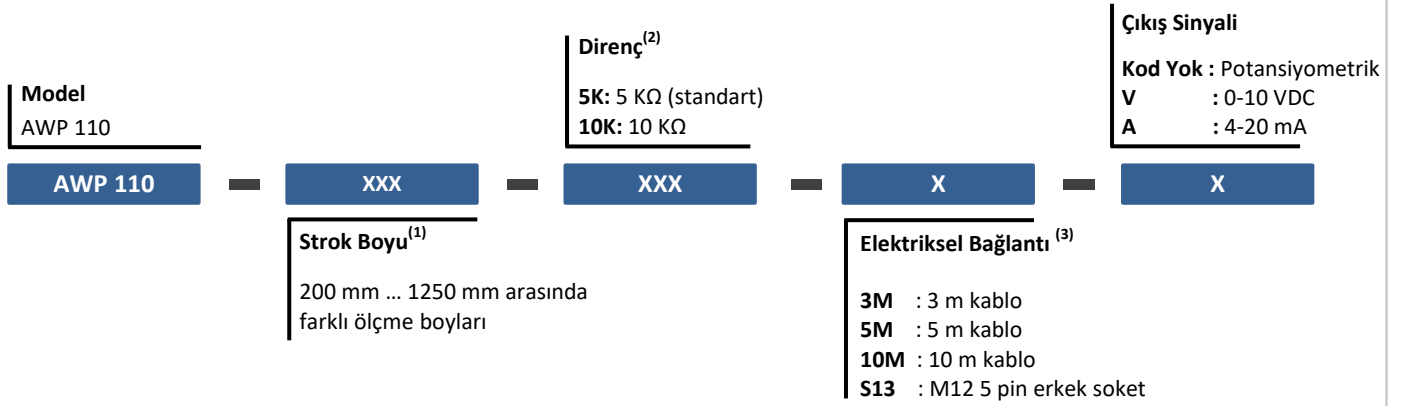 Model
AWP 110
Direnç(2)
5K: 5 KΩ (standart)
10K: 10 KΩ
Çıkış Sinyali
Kod Yok : Potansiyometrik
V : 0-10 VDC
A : 4-20 mA
AWP 110 – XXX – XXX – X – X
Strok Boyu(1)
200 mm ... 1250 mm arasında
farklı ölçme boyları
Elektriksel Bağlantı (3)
3M : 3 m kablo
5M : 5 m kablo
10M : 10 m kablo
S13 : M12 5 pin erkek soket